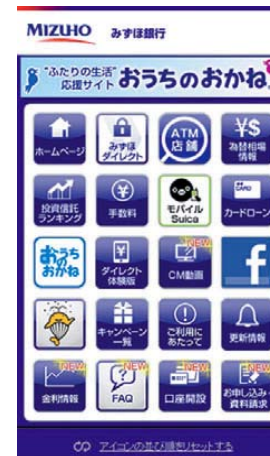 MIZUHO みずほ銀行
"ふたりの生活"
応援サイト おうちのおかね
ホームページ
みずほ
ダイレクト
ATM
店舗
¥$
為替相場
情報
投資信託
ランキング
¥
手数料
モバイル
Suica
CARD
カードローン
おうち
の
おかね
¥
ダイレクト
体験版
NEW
CM動画
f
キャンペーン
一覧
ご利用に
あたって
更新情報
NEW
金利情報
NEW
FAQ
NEW
口座開設
NEW
お申し込み・
資料請求
アイコンの並び順をリセットする